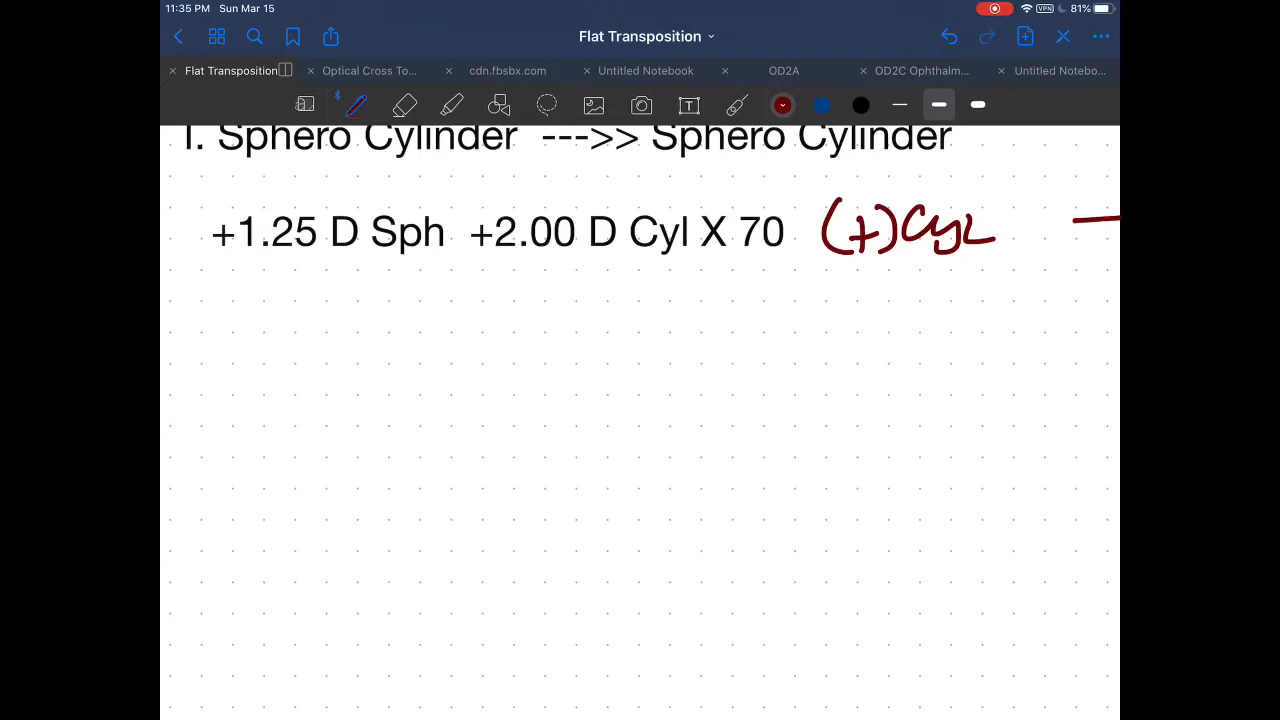 11:35 PM Sun Mar 15
VPN 81%
Flat Transposition
Flat Transposition Optical Cross To... cdn.fbsbx.com Untitled Notebook OD2A OD2C Ophthalm... Untitled Notebo...
I. Sphero Cylinder --->> Sphero Cylinder
+1.25 D Sph +2.00 D Cyl X 70 (+) Cyl